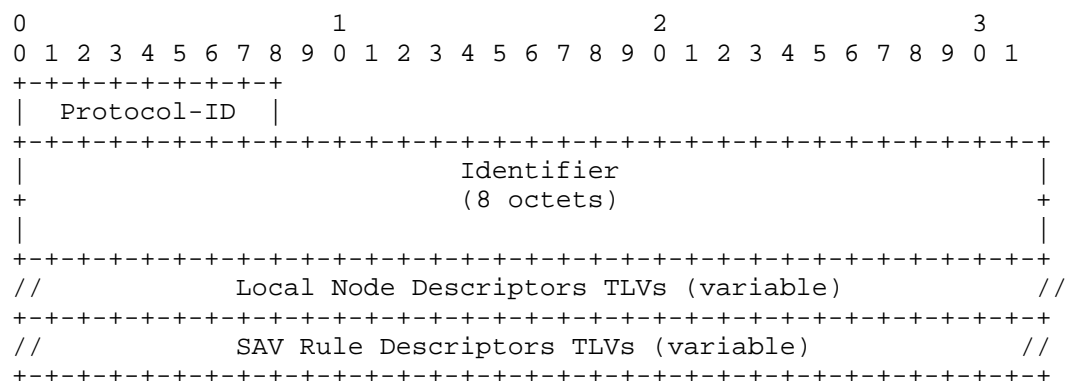 0                   1                   2                   3
0 1 2 3 4 5 6 7 8 9 0 1 2 3 4 5 6 7 8 9 0 1 2 3 4 5 6 7 8 9 0 1
+-+-+-+-+-+-+-+-+
|  Protocol-ID  |
+-+-+-+-+-+-+-+-+-+-+-+-+-+-+-+-+-+-+-+-+-+-+-+-+-+-+-+-+-+-+-+-+
|                           Identifier                          |
+                           (8 octets)                          +
|                                                               |
+-+-+-+-+-+-+-+-+-+-+-+-+-+-+-+-+-+-+-+-+-+-+-+-+-+-+-+-+-+-+-+-+
//            Local Node Descriptors TLVs (variable)            //
+-+-+-+-+-+-+-+-+-+-+-+-+-+-+-+-+-+-+-+-+-+-+-+-+-+-+-+-+-+-+-+-+
//            SAV Rule Descriptors TLVs (variable)             //
+-+-+-+-+-+-+-+-+-+-+-+-+-+-+-+-+-+-+-+-+-+-+-+-+-+-+-+-+-+-+-+-+